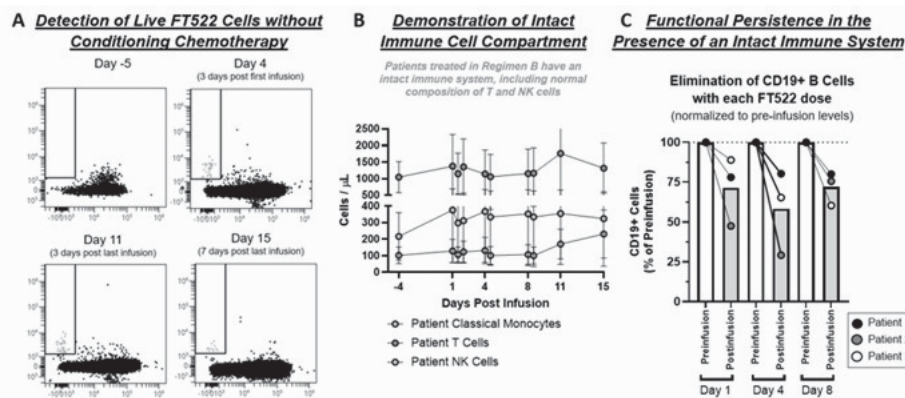 A
Detection of Live FT522 Cells without
Conditioning Chemotherapy
Day -5
Day 4
(3 days post first infusion)
Day 11
(3 days post last infusion)
Day 15
(7 days post last infusion)
B
Demonstration of Intact
Immune Cell Compartment
Patients treated in Regimen B have an
intact immune system, including normal
composition of T and NK cells
Cells / μL
2500
2000
1500
1000
500
400
300
200
100
0
-4
1
4
8
11
15
Days Post Infusion
Patient Classical Monocytes
Patient T Cells
Patient NK Cells
C
Functional Persistence in the
Presence of an Intact Immune System
Elimination of CD19+ B Cells
with each FT522 dose
(normalized to pre-infusion levels)
CD19+ Cells
(% of Preinfusion)
100
75
50
25
0
Preinfusion
Postinfusion
Preinfusion
Postinfusion
Preinfusion
Postinfusion
Day 1
Day 4
Day 8
Patient
Patient
Patient